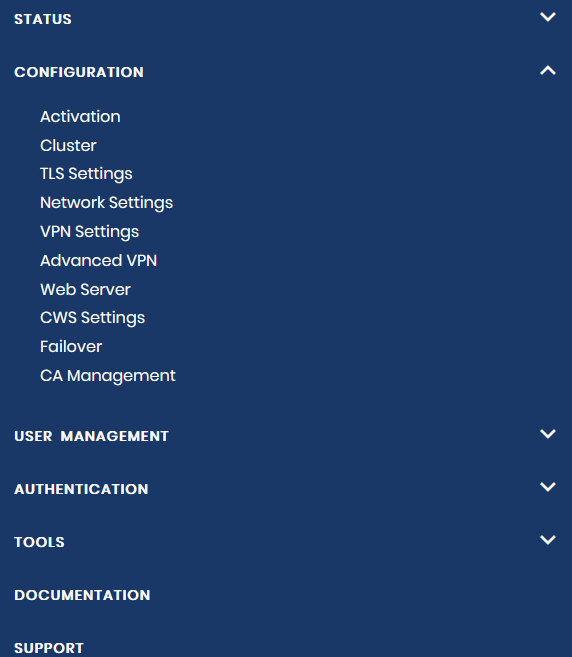 STATUS
CONFIGURATION
Activation
Cluster
TLS Settings
Network Settings
VPN Settings
Advanced VPN
Web Server
CWS Settings
Failover
CA Management
USER MANAGEMENT
AUTHENTICATION
TOOLS
DOCUMENTATION
SUPPORT